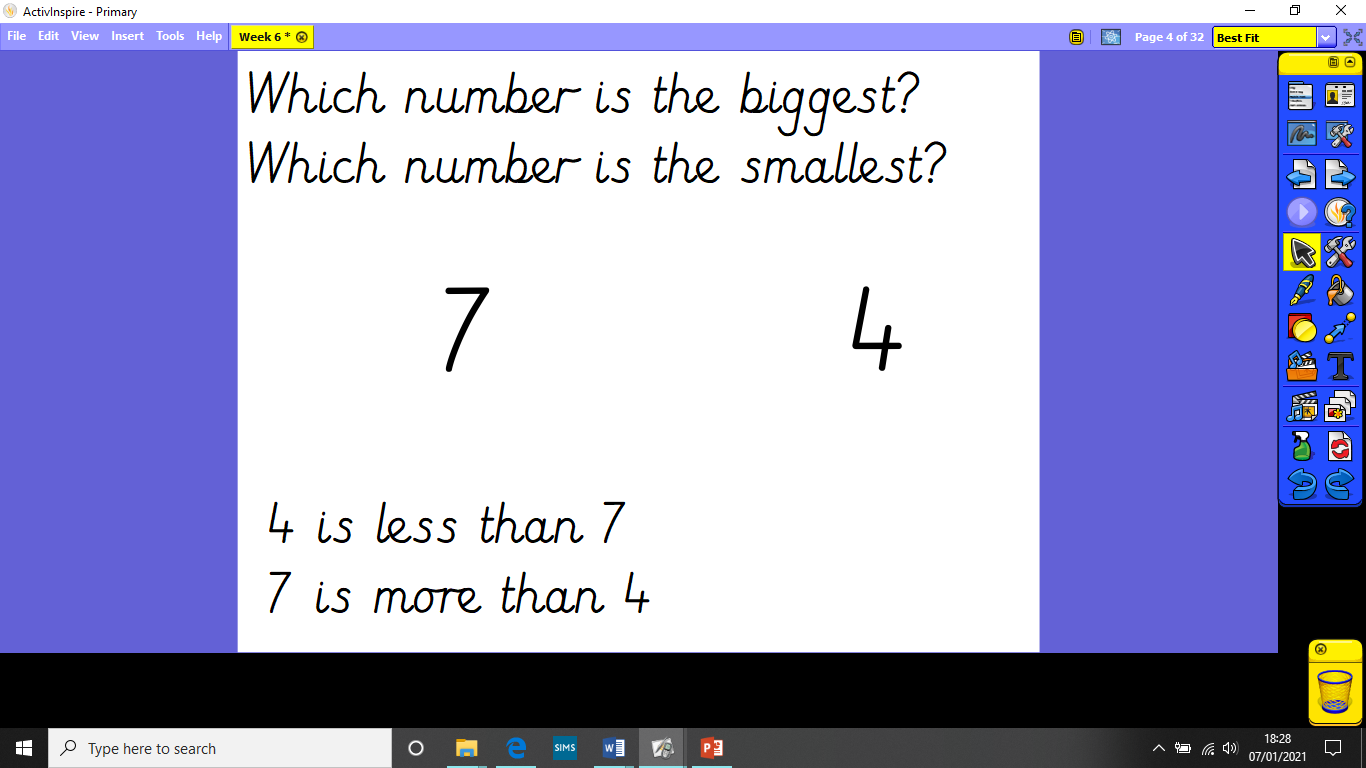 ActivInspire - Primary
File Edit View Insert Tools Help
Week 6 *
Page 4 of 32
Best Fit
Which number is the biggest?
Which number is the smallest?
7 4
4 is less than 7
7 is more than 4
Type here to search
SIMS
18:28
07/01/2021